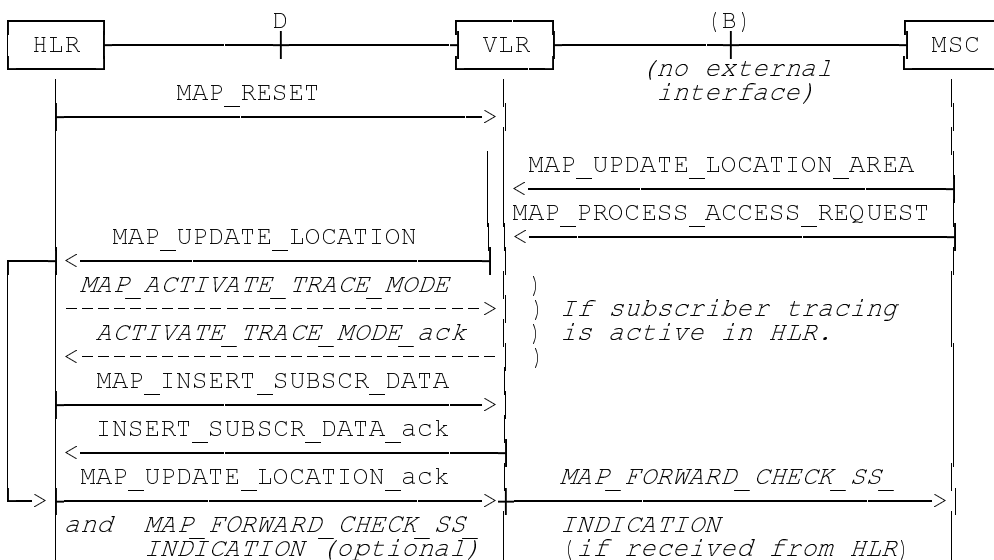 D (B)
HLR VLR MSC
(no external
MAP_RESET interface)
MAP_UPDATE_LOCATION_AREA
MAP_PROCESS_ACCESS_REQUEST
MAP_UPDATE_LOCATION
MAP_ACTIVATE_TRACE_MODE )
) If subscriber tracing
ACTIVATE_TRACE_MODE_ack ) is active in HLR.
)
MAP_INSERT_SUBSCR_DATA
INSERT_SUBSCR_DATA_ack
MAP_UPDATE_LOCATION_ack MAP_FORWARD_CHECK_SS_
and MAP_FORWARD_CHECK_SS_ INDICATION
INDICATION (optional) (if received from HLR)